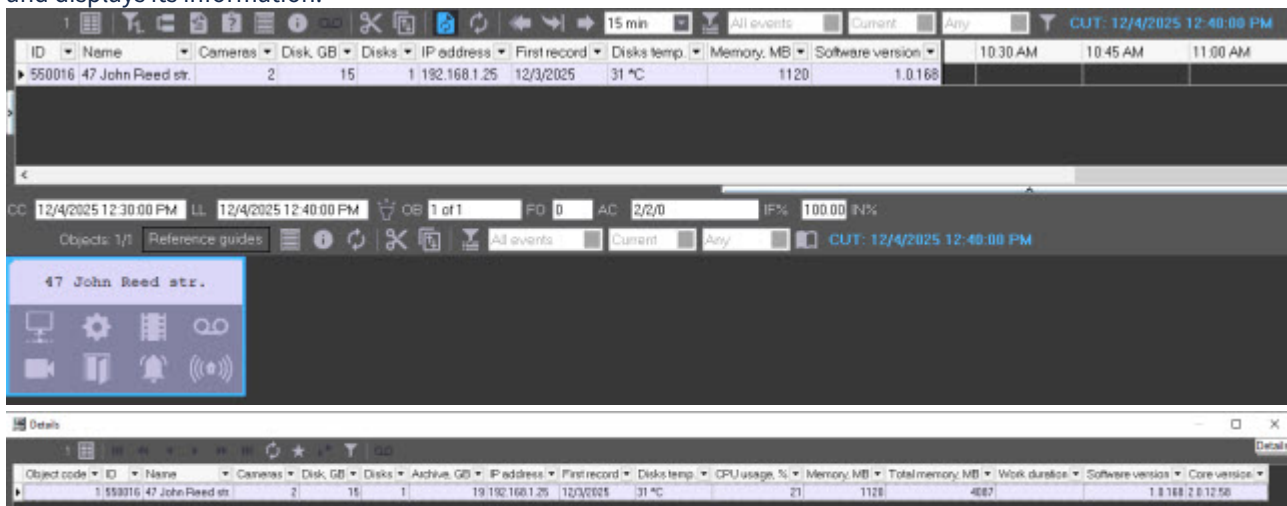 and displays its information.
1 15 min All events Current Any CUT: 12/4/2025 12:40:00 PM
ID Name Cameras Disk, GB Disks IP address First record Disks temp. Memory, MB Software version 10:30 AM 10:45 AM 11:00 AM
550016 47 John Reed str. 2 15 1 192.168.1.25 12/3/2025 31 °C 1120 1.0.168
CC 12/4/2025 12:30:00 PM LL 12/4/2025 12:40:00 PM OB 1 of 1 FO 0 AC 2/2/0 IF% 100.00 IN%
Objects: 1/1 Reference guides All events Current Any CUT: 12/4/2025 12:40:00 PM
47 John Reed str.
Details
1 Details
Object code ID Name Cameras Disk, GB Disks Archive, GB IP address First record Disks temp. CPU usage, % Memory, MB Total memory, MB Work duration Software version Core version
1 550016 47 John Reed str. 2 15 1 19 192.168.1.25 12/3/2025 31 °C 21 1120 4087 1.0.168 2.0.12.58